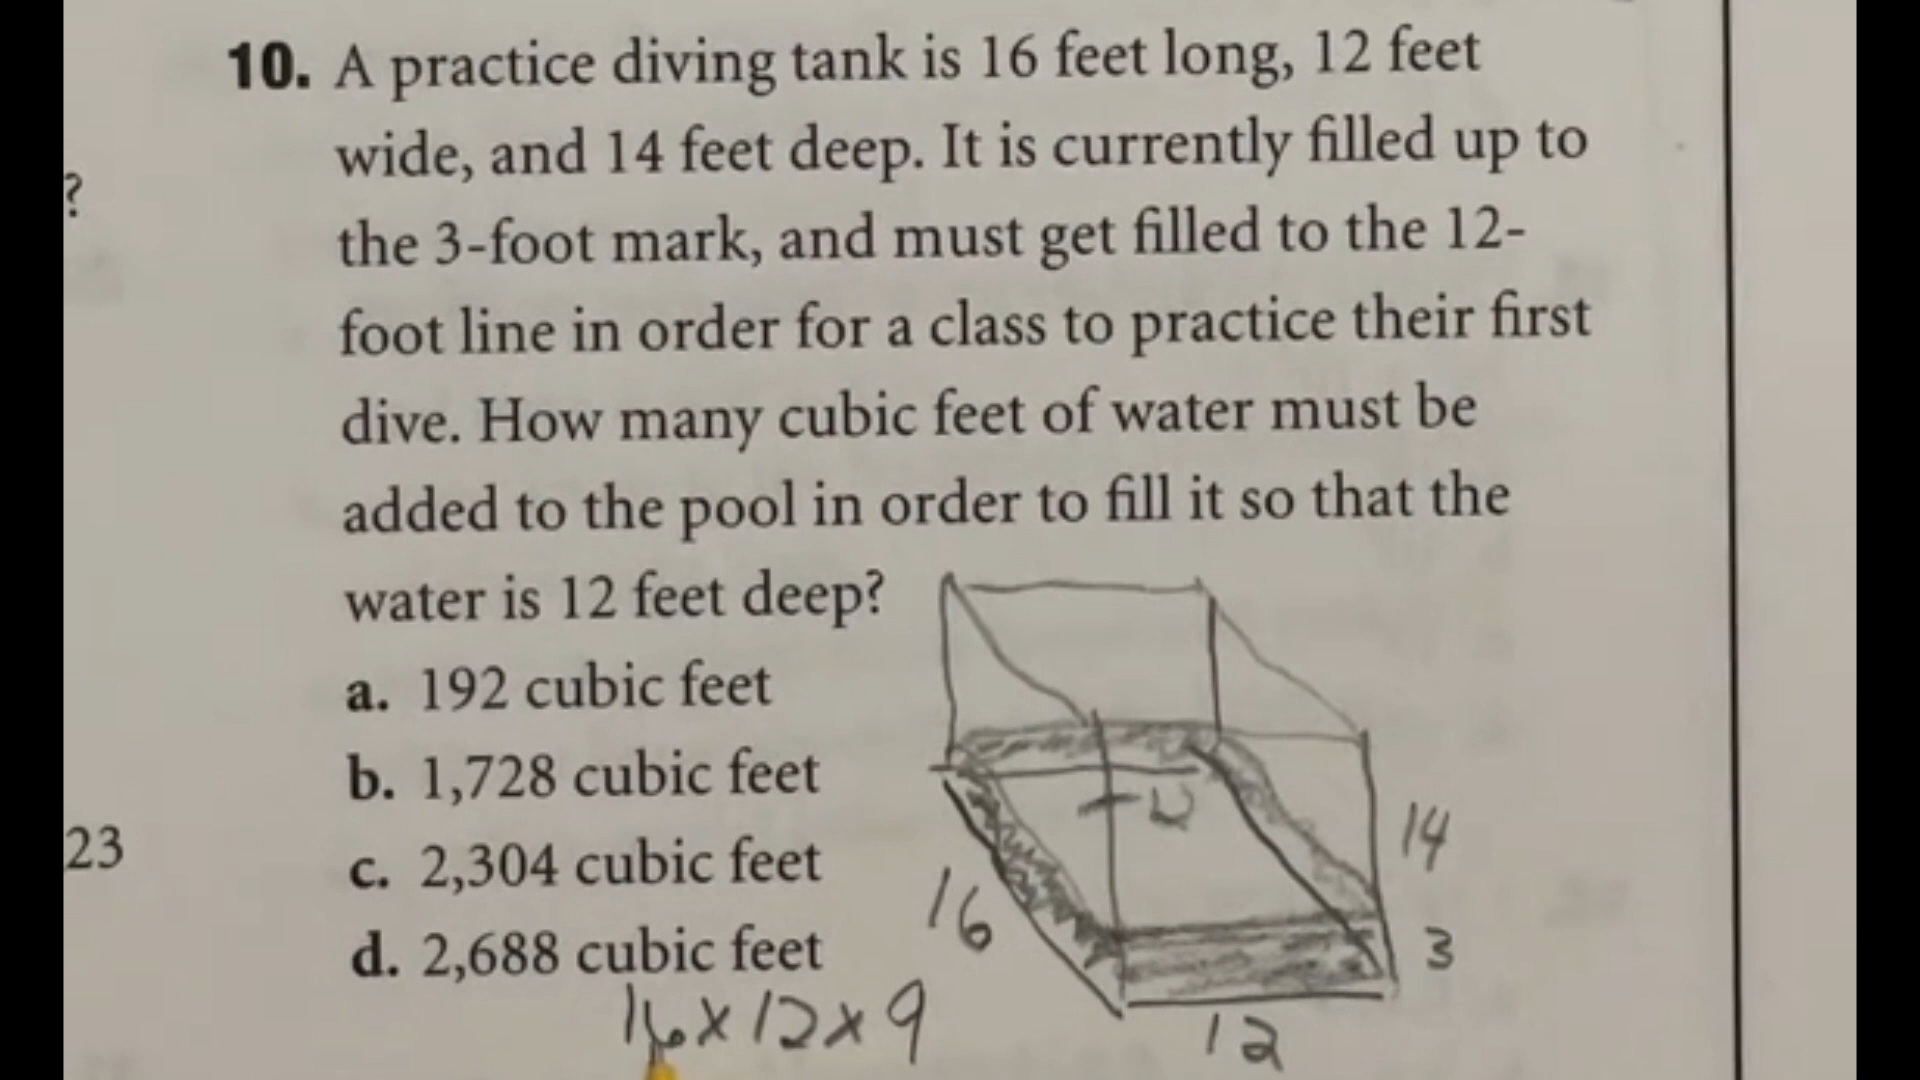 10. A practice diving tank is 16 feet long, 12 feet
wide, and 14 feet deep. It is currently filled up to
the 3-foot mark, and must get filled to the 12-
foot line in order for a class to practice their first
dive. How many cubic feet of water must be
added to the pool in order to fill it so that the
water is 12 feet deep?
a. 192 cubic feet
b. 1,728 cubic feet
c. 2,304 cubic feet
d. 2,688 cubic feet
?
23
14
16
3
12
16 x 12 x 9